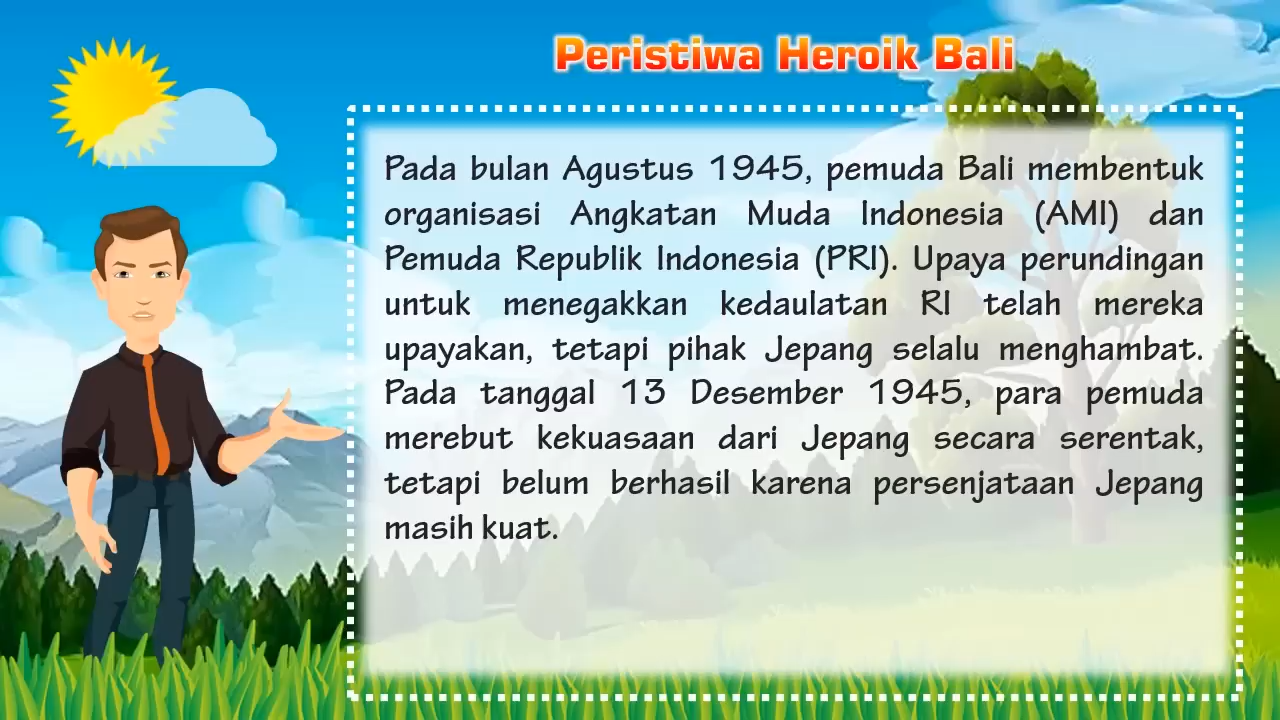 Peristiwa Heroik Bali
Pada bulan Agustus 1945, pemuda Bali membentuk
organisasi Angkatan Muda Indonesia (AMI) dan
Pemuda Republik Indonesia (PRI). Upaya perundingan
untuk menegakkan kedaulatan RI telah mereka
upayakan, tetapi pihak Jepang selalu menghambat.
Pada tanggal 13 Desember 1945, para pemuda
merebut kekuasaan dari Jepang secara serentak,
tetapi belum berhasil karena persenjataan Jepang
masih kuat.